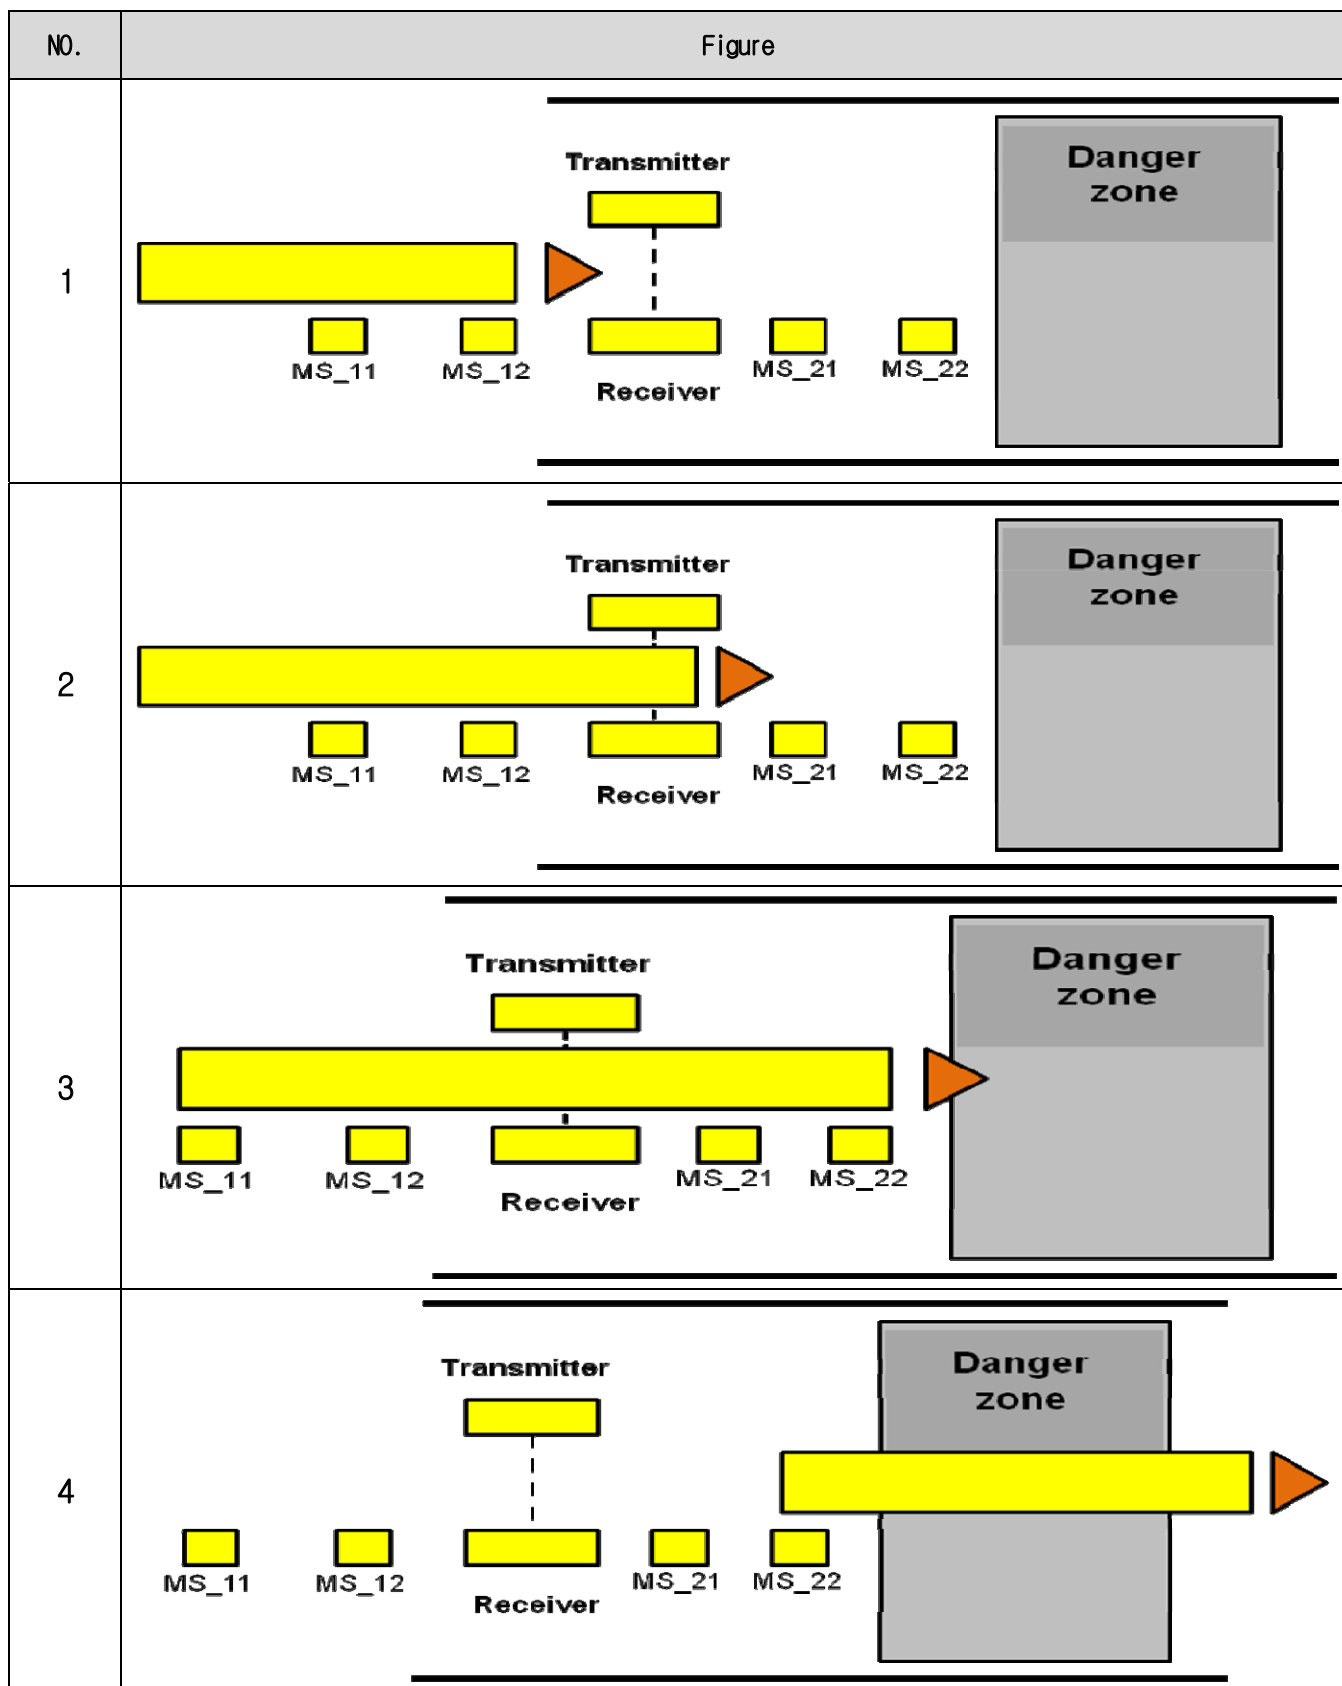 NO. Figure
1
Transmitter
Danger
zone
MS_11 MS_12 MS_21 MS_22
Receiver
2
Transmitter
Danger
zone
MS_11 MS_12 MS_21 MS_22
Receiver
3
Transmitter
Danger
zone
MS_11 MS_12 MS_21 MS_22
Receiver
4
Transmitter
Danger
zone
MS_11 MS_12 MS_21 MS_22
Receiver